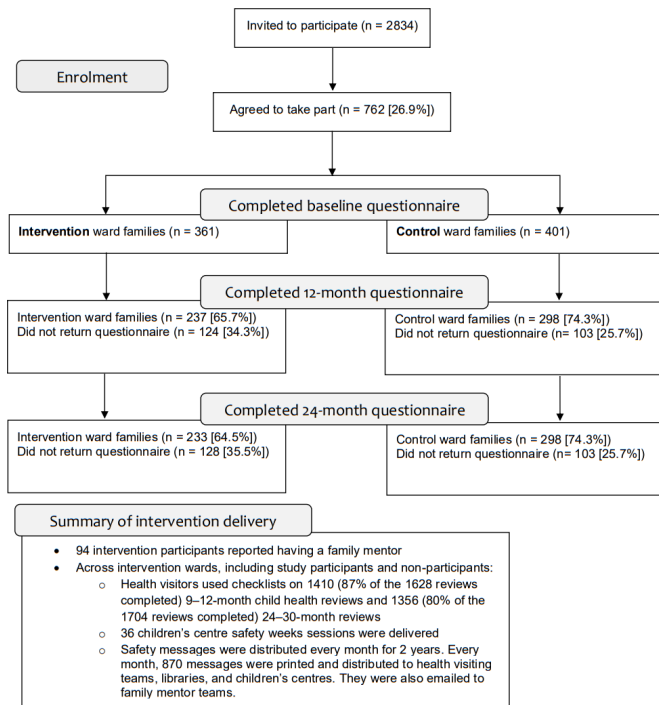 Invited to participate (n = 2834)
Enrolment
Agreed to take part (n = 762 [26.9%])
Completed baseline questionnaire
Intervention ward families (n = 361)
Control ward families (n = 401)
Completed 12-month questionnaire
Intervention ward families (n = 237 [65.7%])
Did not return questionnaire (n = 124 [34.3%])
Control ward families (n = 298 [74.3%])
Did not return questionnaire (n= 103 [25.7%])
Completed 24-month questionnaire
Intervention ward families (n = 233 [64.5%])
Did not return questionnaire (n = 128 [35.5%])
Control ward families (n = 298 [74.3%])
Did not return questionnaire (n= 103 [25.7%])
Summary of intervention delivery
• 94 intervention participants reported having a family mentor
• Across intervention wards, including study participants and non-participants:
o Health visitors used checklists on 1410 (87% of the 1628 reviews
completed) 9–12-month child health reviews and 1356 (80% of the
1704 reviews completed) 24–30-month reviews
o 36 children's centre safety weeks sessions were delivered
o Safety messages were distributed every month for 2 years. Every
month, 870 messages were printed and distributed to health visiting
teams, libraries, and children's centres. They were also emailed to
family mentor teams.